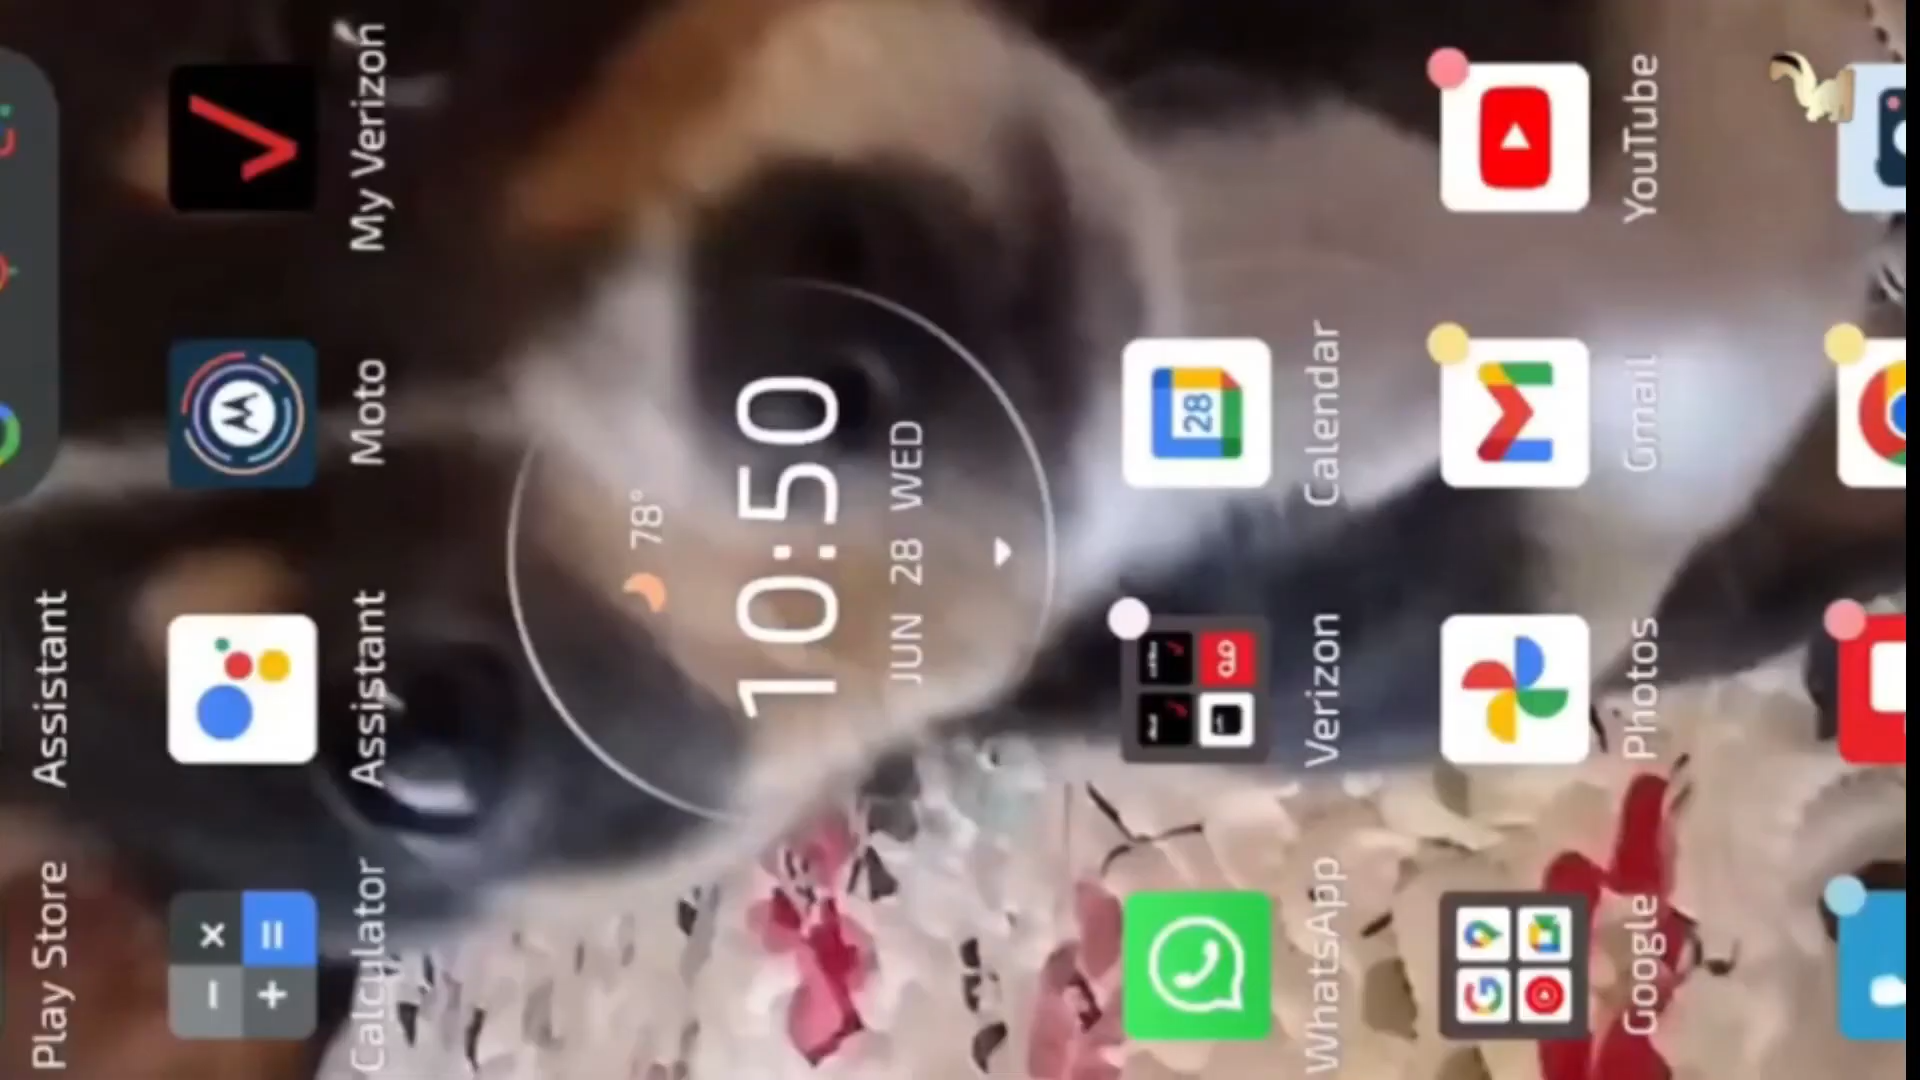 Play Store
Assistant
Calculator
Assistant
Moto
My Verizon
78°
10:50
JUN 28 WED
WhatsApp
Verizon
Calendar
28
Google
Photos
Gmail
YouTube